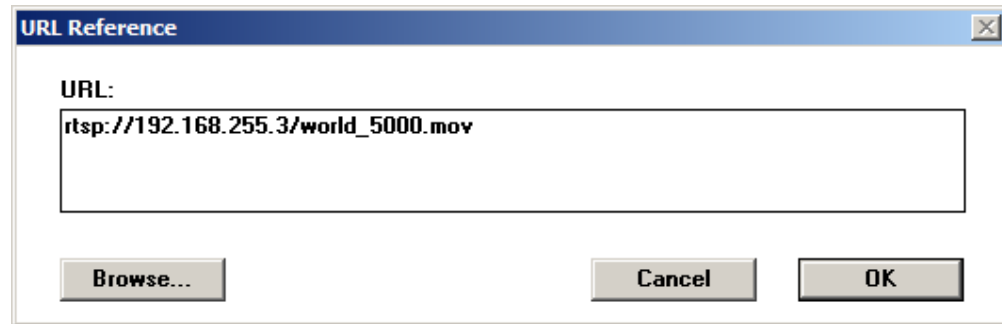 URL Reference
URL:
rtsp://192.168.255.3/world_5000.mov
Browse... Cancel OK